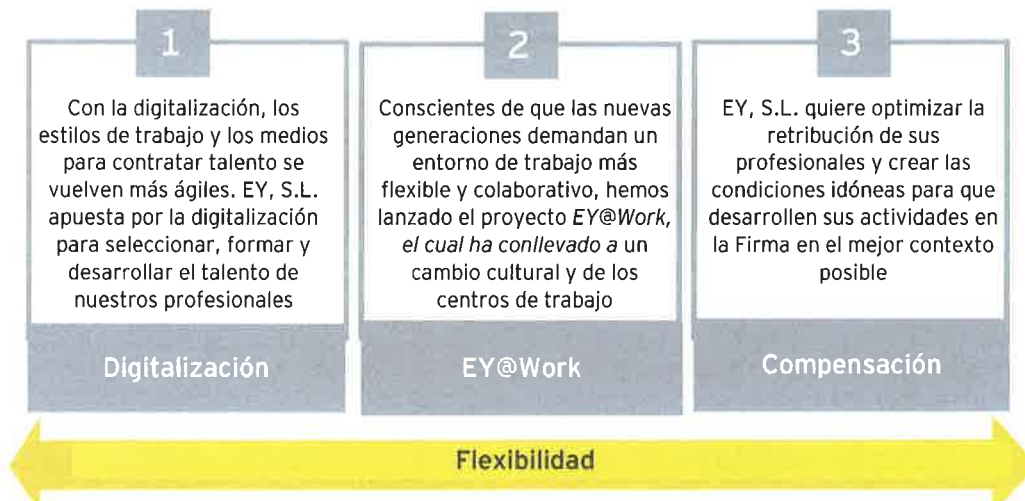 1
Con la digitalización, los
estilos de trabajo y los medios
para contratar talento se
vuelven más ágiles. EY, S.L.
apuesta por la digitalización
para seleccionar, formar y
desarrollar el talento de
nuestros profesionales
Digitalización
2
Conscientes de que las nuevas
generaciones demandan un
entorno de trabajo más
flexible y colaborativo, hemos
lanzado el proyecto EY@Work,
el cual ha conllevado a un
cambio cultural y de los
centros de trabajo
EY@Work
3
EY, S.L. quiere optimizar la
retribución de sus
profesionales y crear las
condiciones idóneas para que
desarrollen sus actividades en
la Firma en el mejor contexto
posible
Compensación
Flexibilidad